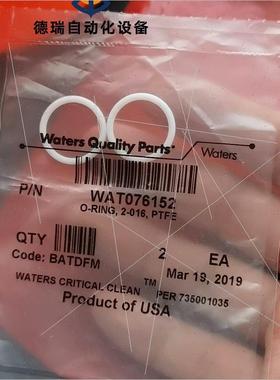 德瑞自动化设备
Waters Quality Parts
Waters
P/N
WAT076152
O-RING, 2-016, PTFE
QTY 2 EA
Code: BATDFM Mar 19, 2019
WATERS CRITICAL CLEAN ™ PER 735001035
Product of USA